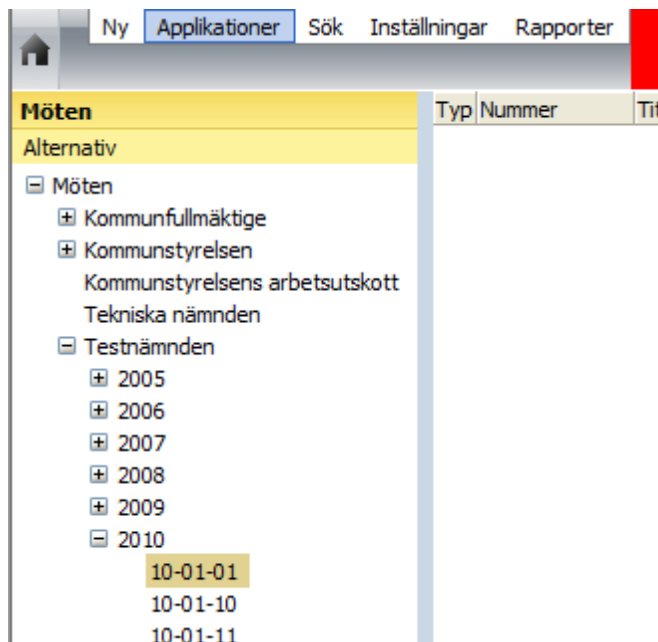 Ny Applikationer Sök Inställningar Rapporter
Möten
Typ Nummer Tit
Alternativ
Möten
Kommunfullmäktige
Kommunstyrelsen
Kommunstyrelsens arbetsutskott
Tekniska nämnden
Testnämnden
2005
2006
2007
2008
2009
2010
10-01-01
10-01-10
10-01-11